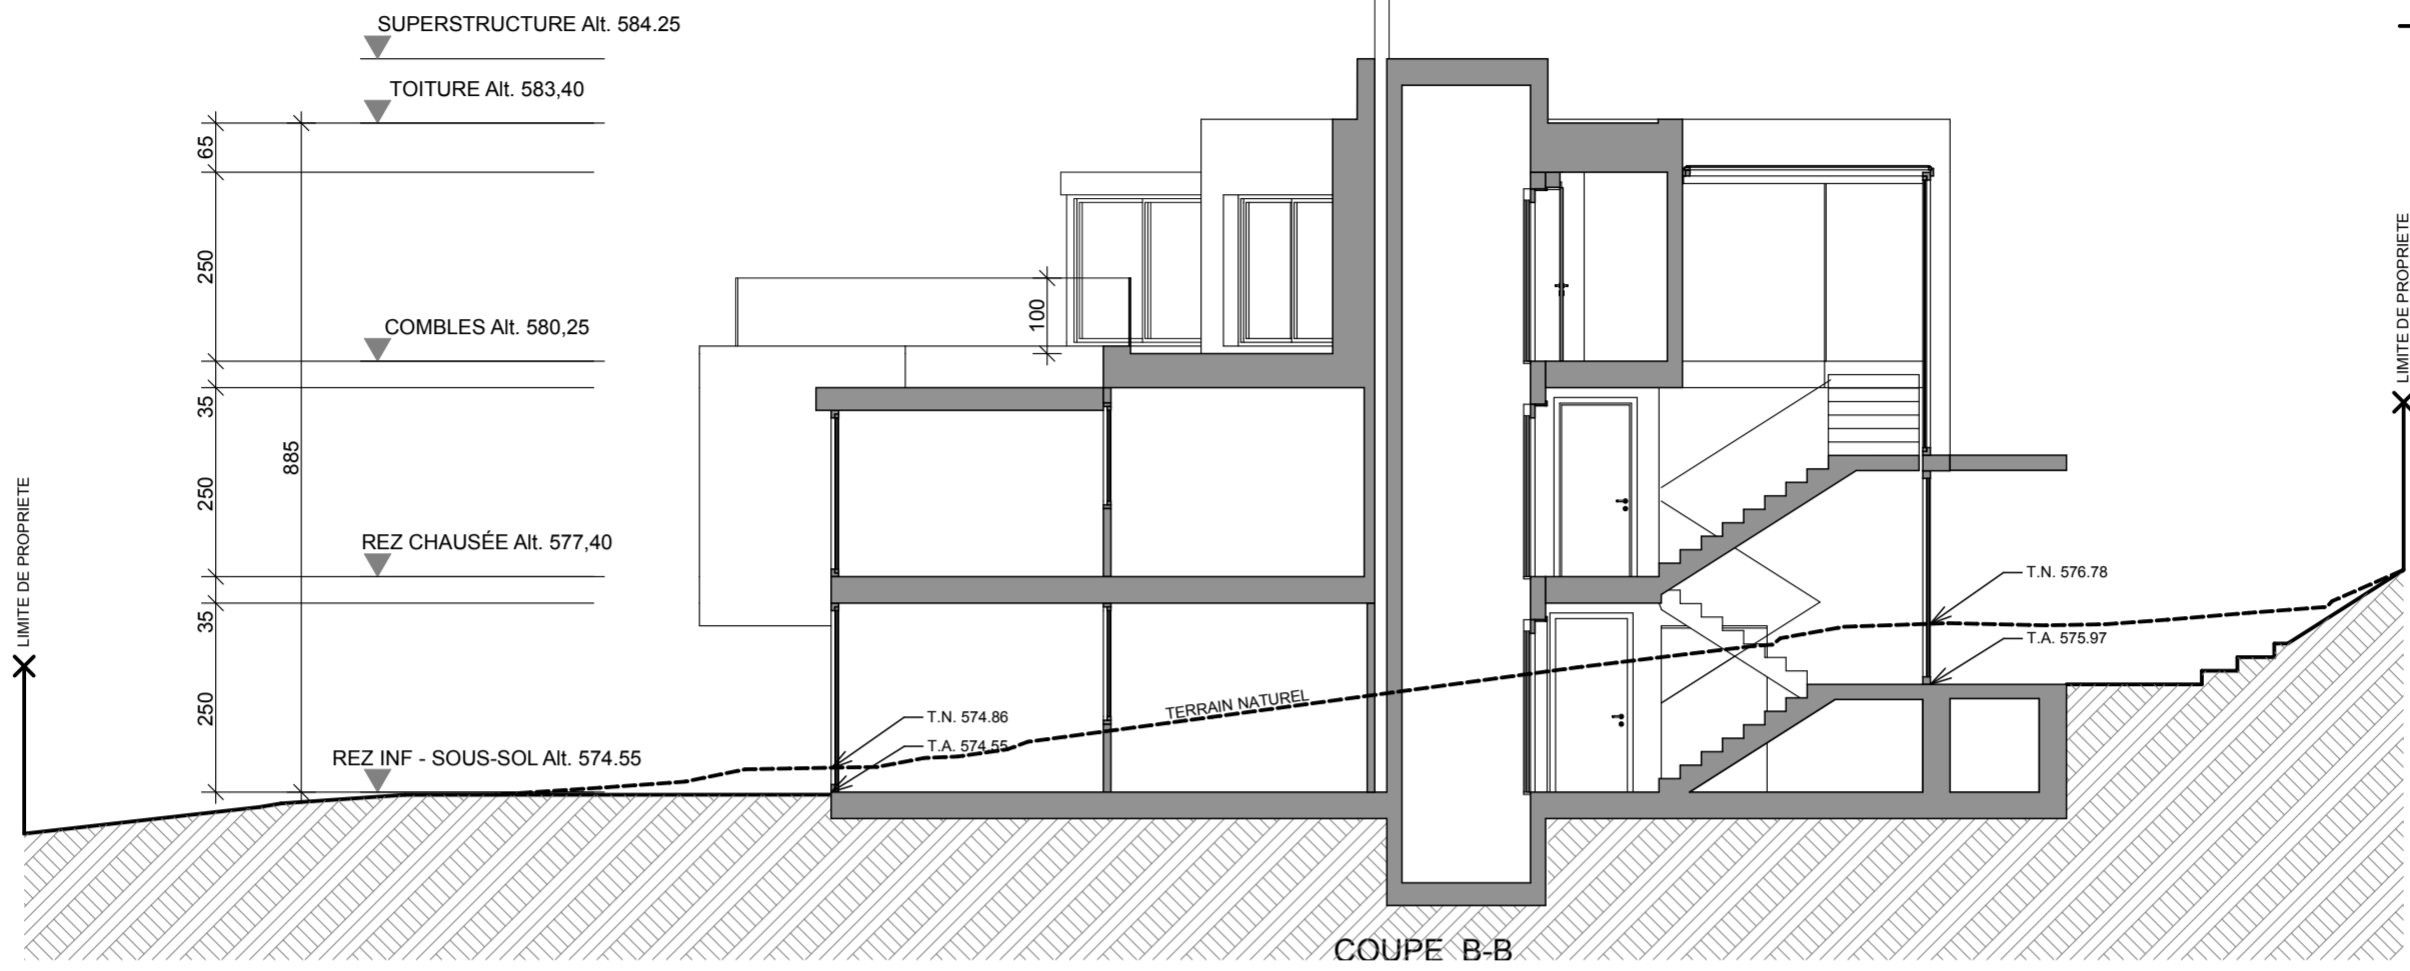 SUPERSTRUCTURE Alt. 584.25
TOITURE Alt. 583,40
65
250
COMBLES Alt. 580,25
100
35
885
250
REZ CHAUSÉE Alt. 577,40
35
250
REZ INF - SOUS-SOL Alt. 574.55
LIMITE DE PROPRIETE
T.N. 574.86
T.A. 574.55
TERRAIN NATUREL
T.N. 576.78
T.A. 575.97
LIMITE DE PROPRIETE
COUPE B-B